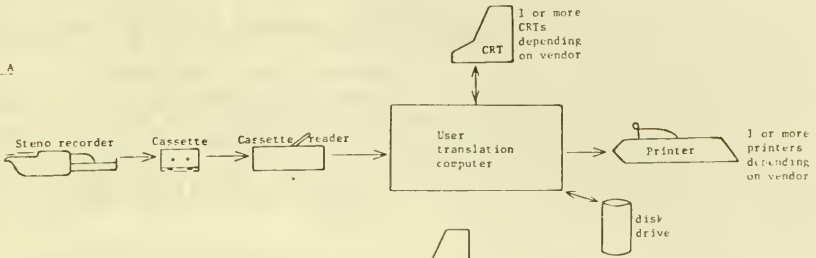 1 or more
CRTs
depending
on vendor
CRT
A
Steno recorder
Cassette
Cassette reader
User
translation
computer
Printer
1 or more
printers
depending
on vendor
disk
drive